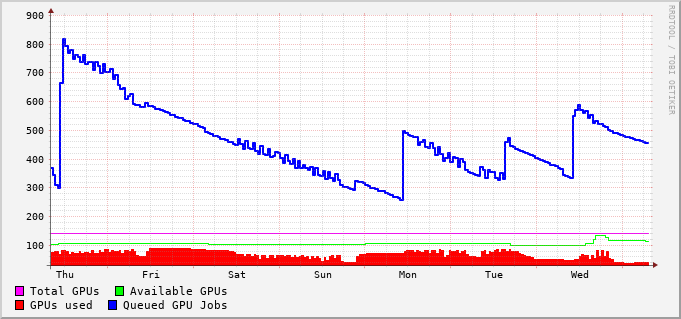 900
800
700
600
500
400
300
200
100
Thu Fri Sat Sun Mon Tue Wed
Total GPUs Available GPUs
GPUs used Queued GPU Jobs
RRDTOOL / TOBI OETIKER